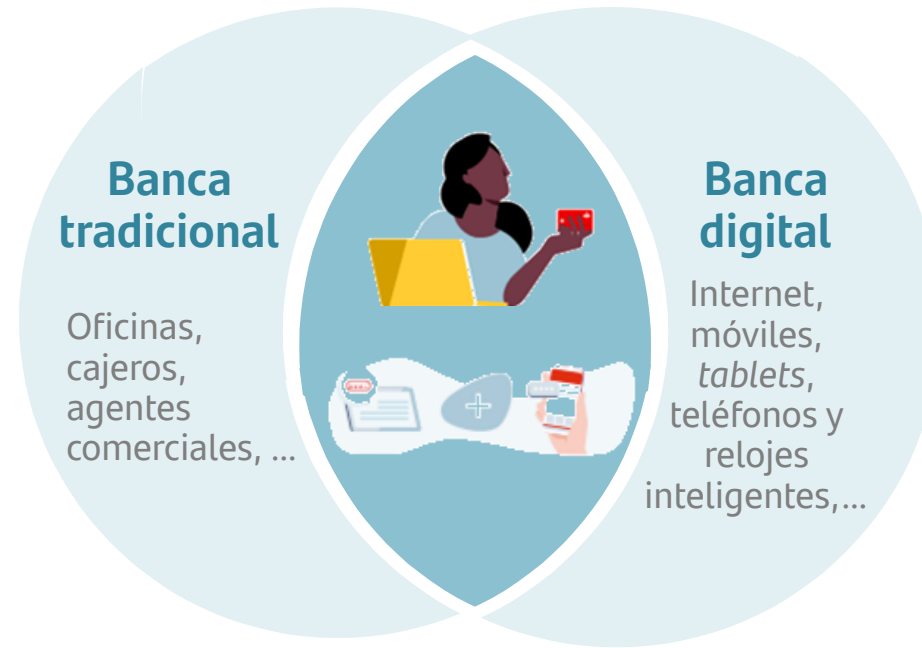 Banca
tradicional
Oficinas,
cajeros,
agentes
comerciales, ...
Banca
digital
Internet,
móviles,
tablets,
teléfonos y
relojes
inteligentes,...